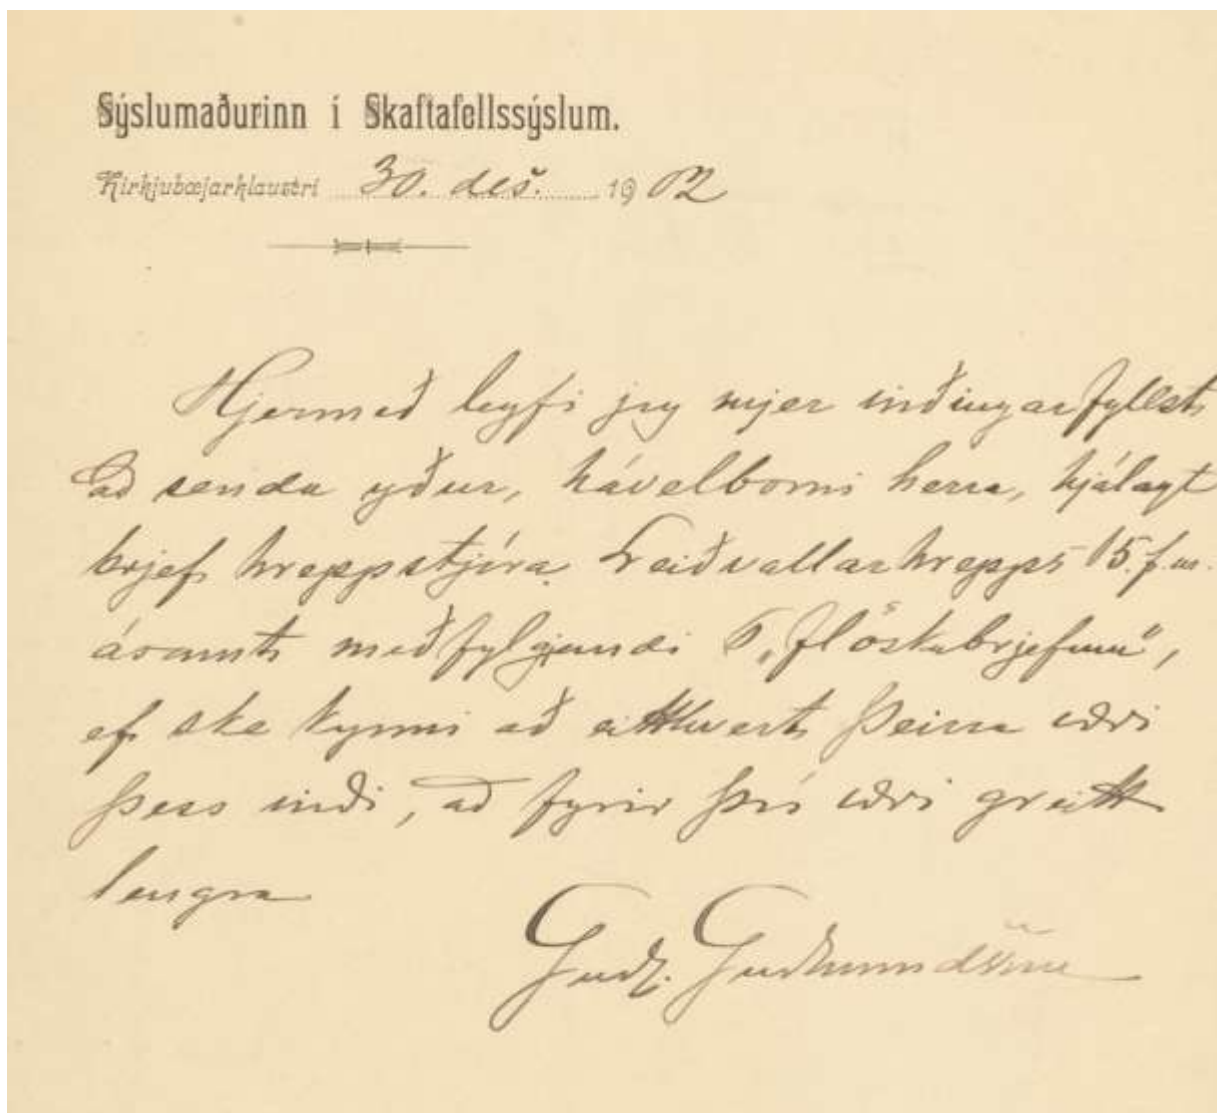 Sýslumaðurinn í Skaftafellssýslum.
Kirkjubæjarklaustri 30. des. 1902
Hjermeð leyfi jeg mjer virðingarfyllst
að senda yður, hávelborni herra, hjálagt
brjef hreppstjóra Leiðvallarhrepps 15. f. m.
ásamt meðfylgjandi 6 „flöskubrjefum“,
ef ske kynni að eitthvert þeirra væri
þess virði, að fyrir því væri greitt
lengra
Guðl. Guðmundsson